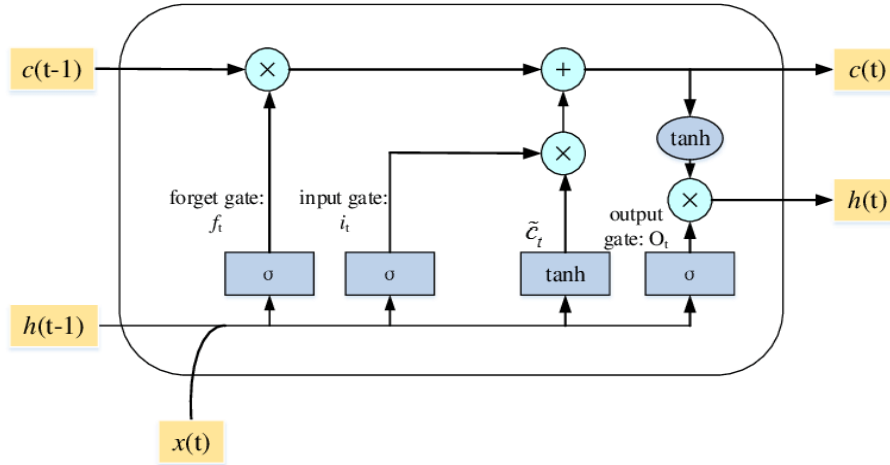 c(t-1)
×
+
c(t)
tanh
×
forget gate:
f_t
input gate:
i_t
c̃_t
output
gate: O_t
×
h(t)
σ
σ
tanh
σ
h(t-1)
x(t)